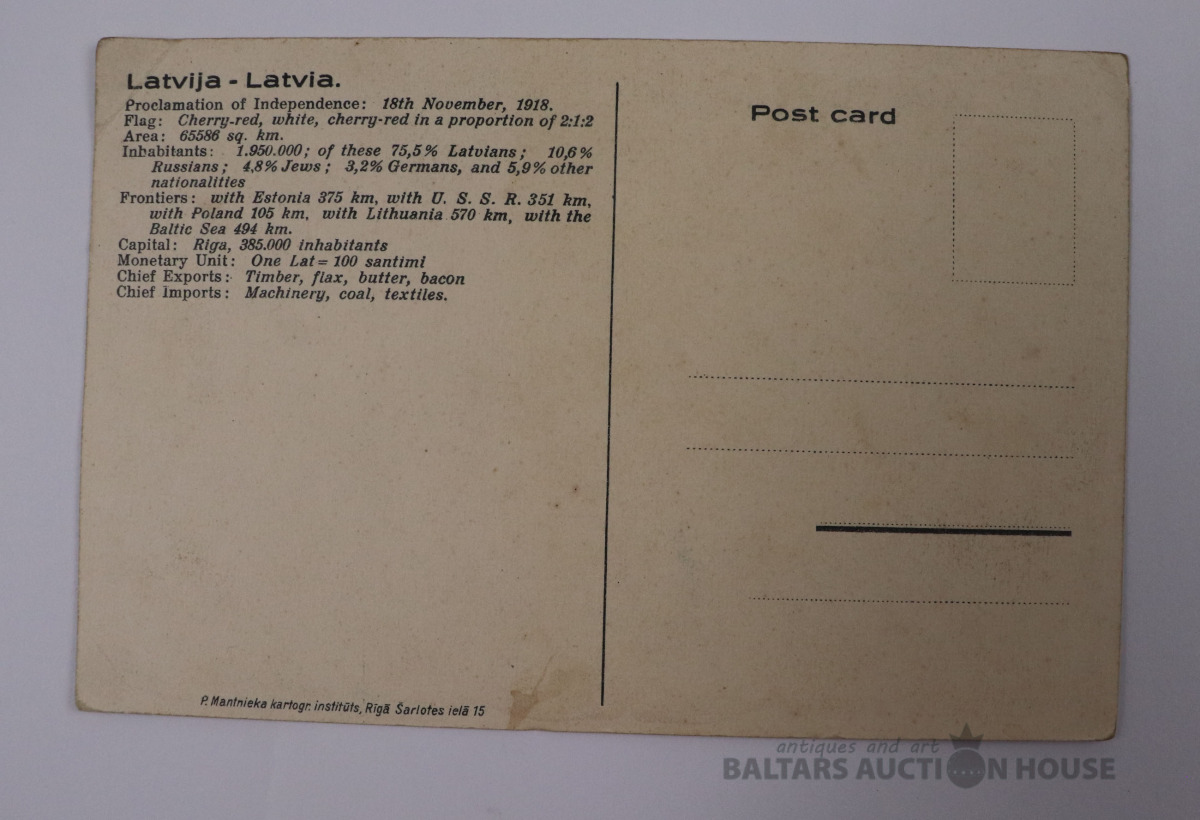 Latvija - Latvia.
Proclamation of Independence: 18th November, 1918.
Flag: Cherry-red, white, cherry-red in a proportion of 2:1:2
Area: 65586 sq. km.
Inhabitants: 1.950.000; of these 75,5% Latvians; 10,6%
Russians; 4,8% Jews; 3,2% Germans, and 5,9% other
nationalities
Frontiers: with Estonia 375 km, with U. S. S. R. 351 km,
with Poland 105 km, with Lithuania 570 km, with the
Baltic Sea 494 km.
Capital: Riga, 385.000 inhabitants
Monetary Unit: One Lat = 100 santimi
Chief Exports: Timber, flax, butter, bacon
Chief Imports: Machinery, coal, textiles.
P. Mantnieka kartogr. institūts, Rīgā Šarlotes ielā 15
Post card
antiques and art
BALTARS AUCTION HOUSE